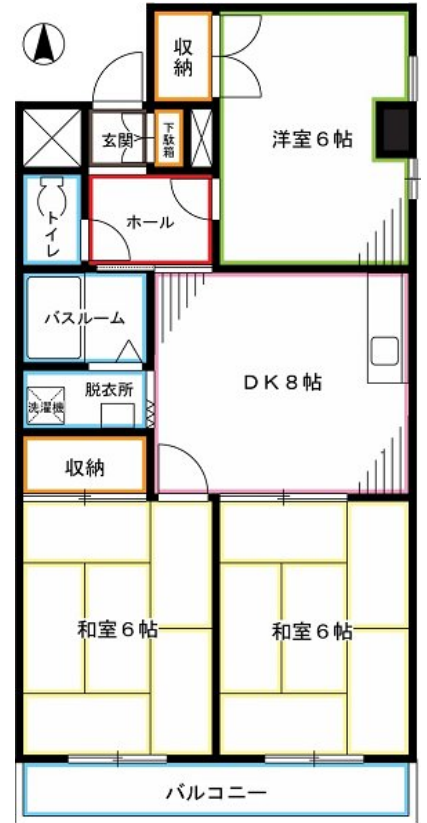 収納
洋室6帖
玄関
下駄箱
ホール
トイレ
バスルーム
DK8帖
脱衣所
洗濯機
収納
和室6帖
和室6帖
バルコニー